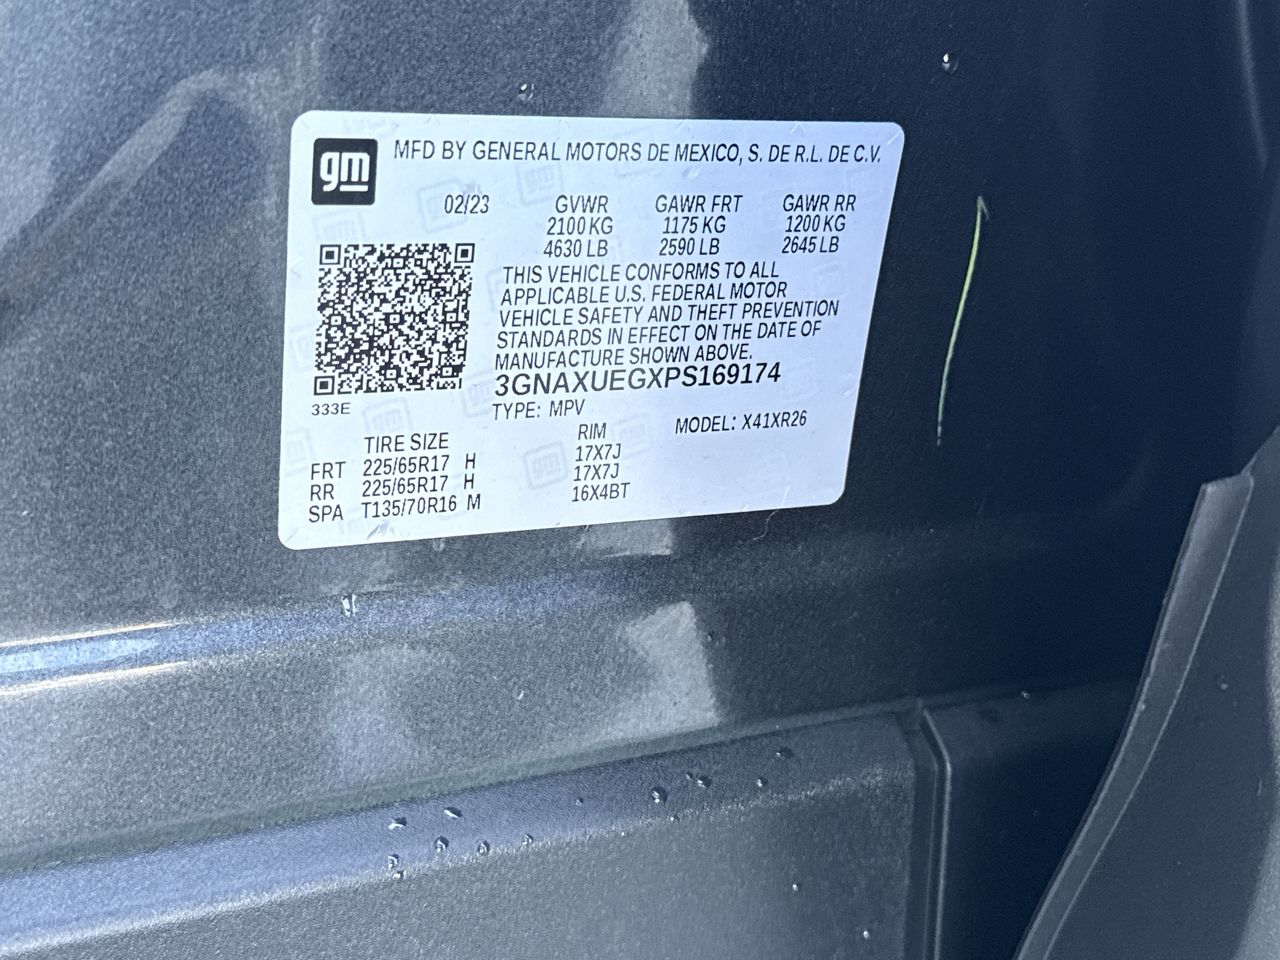 gm
MFD BY GENERAL MOTORS DE MEXICO, S. DE R.L. DE C.V.
02/23 GVWR GAWR FRT GAWR RR
2100 KG 1175 KG 1200 KG
4630 LB 2590 LB 2645 LB
THIS VEHICLE CONFORMS TO ALL
APPLICABLE U.S. FEDERAL MOTOR
VEHICLE SAFETY AND THEFT PREVENTION
STANDARDS IN EFFECT ON THE DATE OF
MANUFACTURE SHOWN ABOVE.
3GNAXUEGXPS169174
333E
TYPE: MPV MODEL: X41XR26
TIRE SIZE RIM
FRT 225/65R17 H 17X7J
RR 225/65R17 H 17X7J
SPA T135/70R16 M 16X4BT